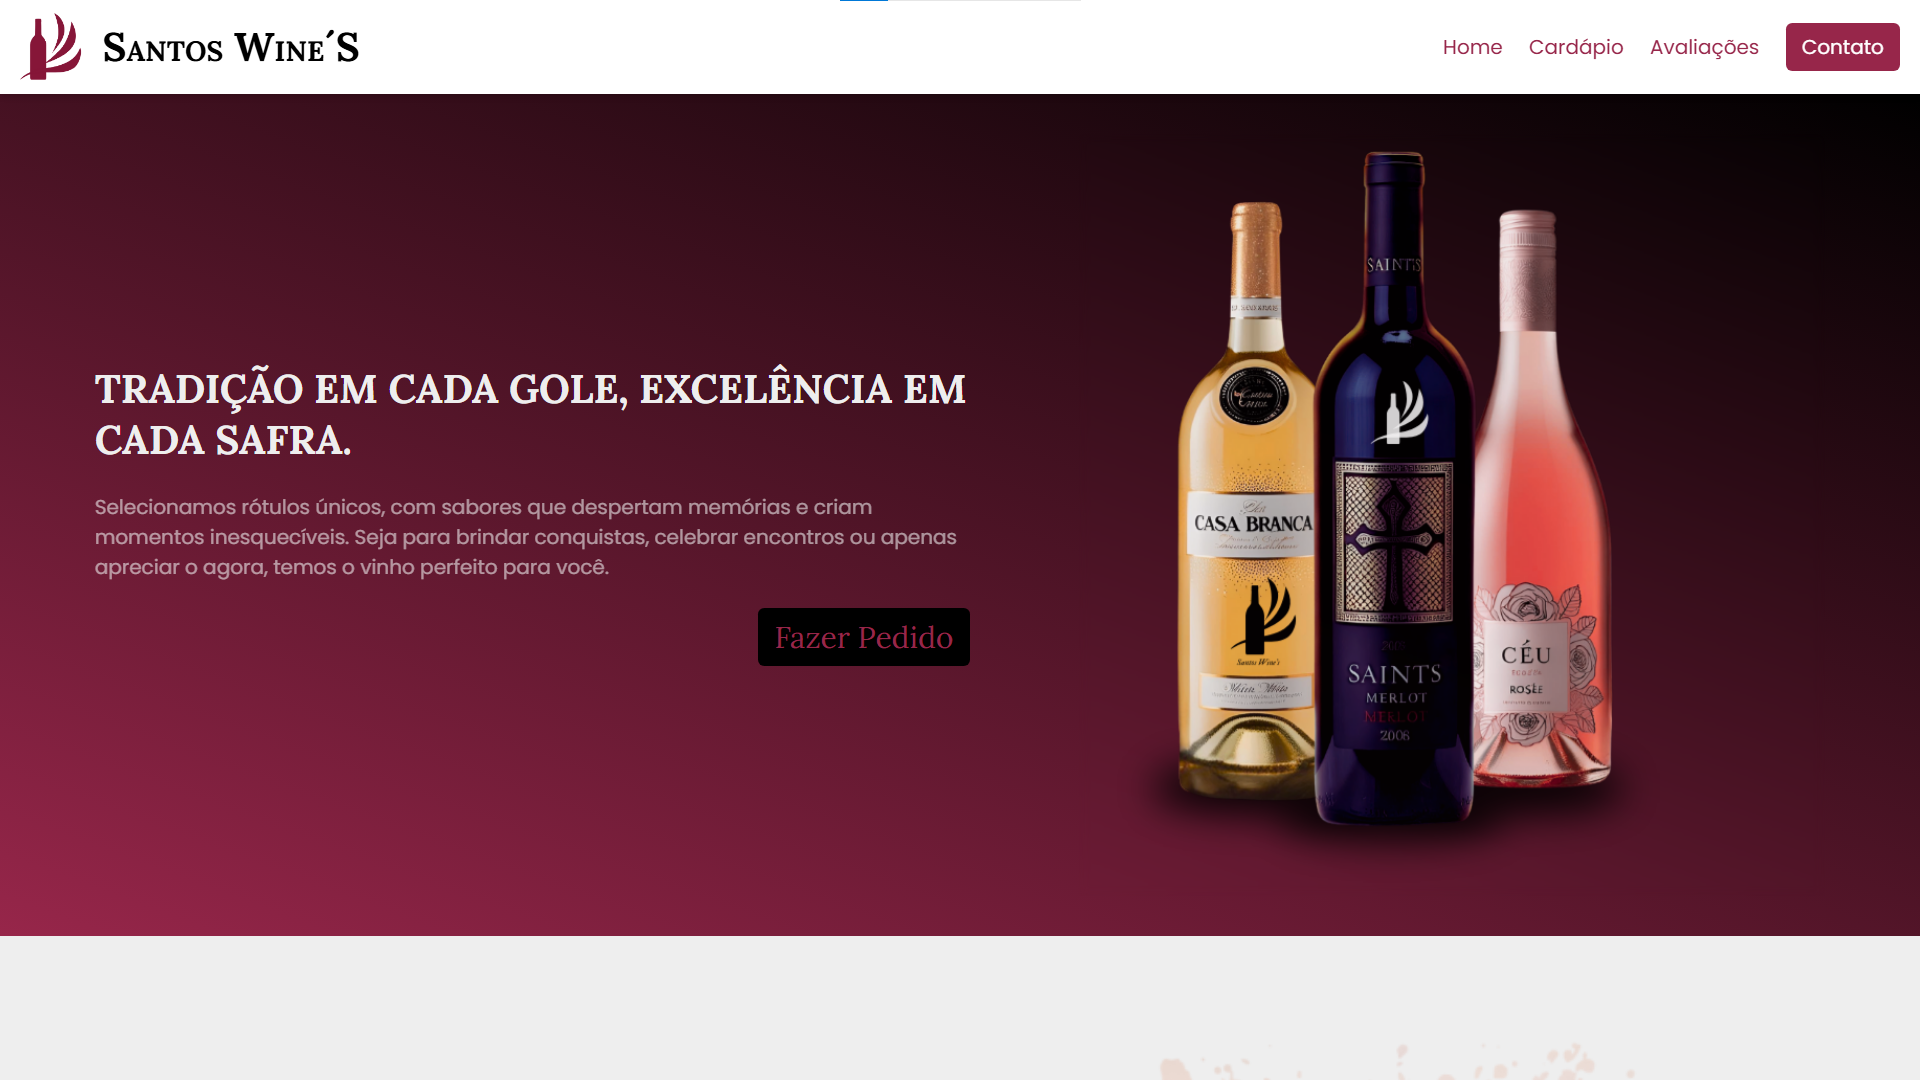 Santos Wine´S
Home
Cardápio
Avaliações
Contato
TRADIÇÃO EM CADA GOLE, EXCELÊNCIA EM
CADA SAFRA.
Selecionamos rótulos únicos, com sabores que despertam memórias e criam
momentos inesquecíveis. Seja para brindar conquistas, celebrar encontros ou apenas
apreciar o agora, temos o vinho perfeito para você.
Fazer Pedido
CASA BRANCA
Santos Wine's
SAINTS
SAINTS
MERLOT
MERLOT
2006
CÉU
ROSÉE